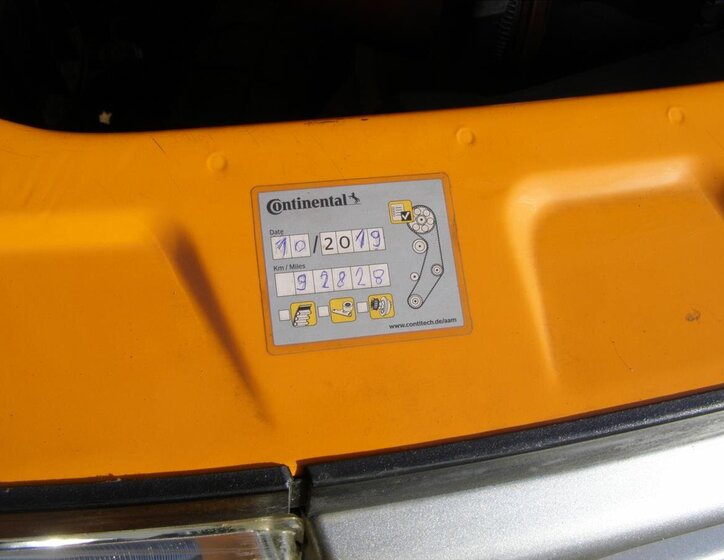 Continental
Date
10/2019
Km / Miles
92828
www.contitech.de/aam